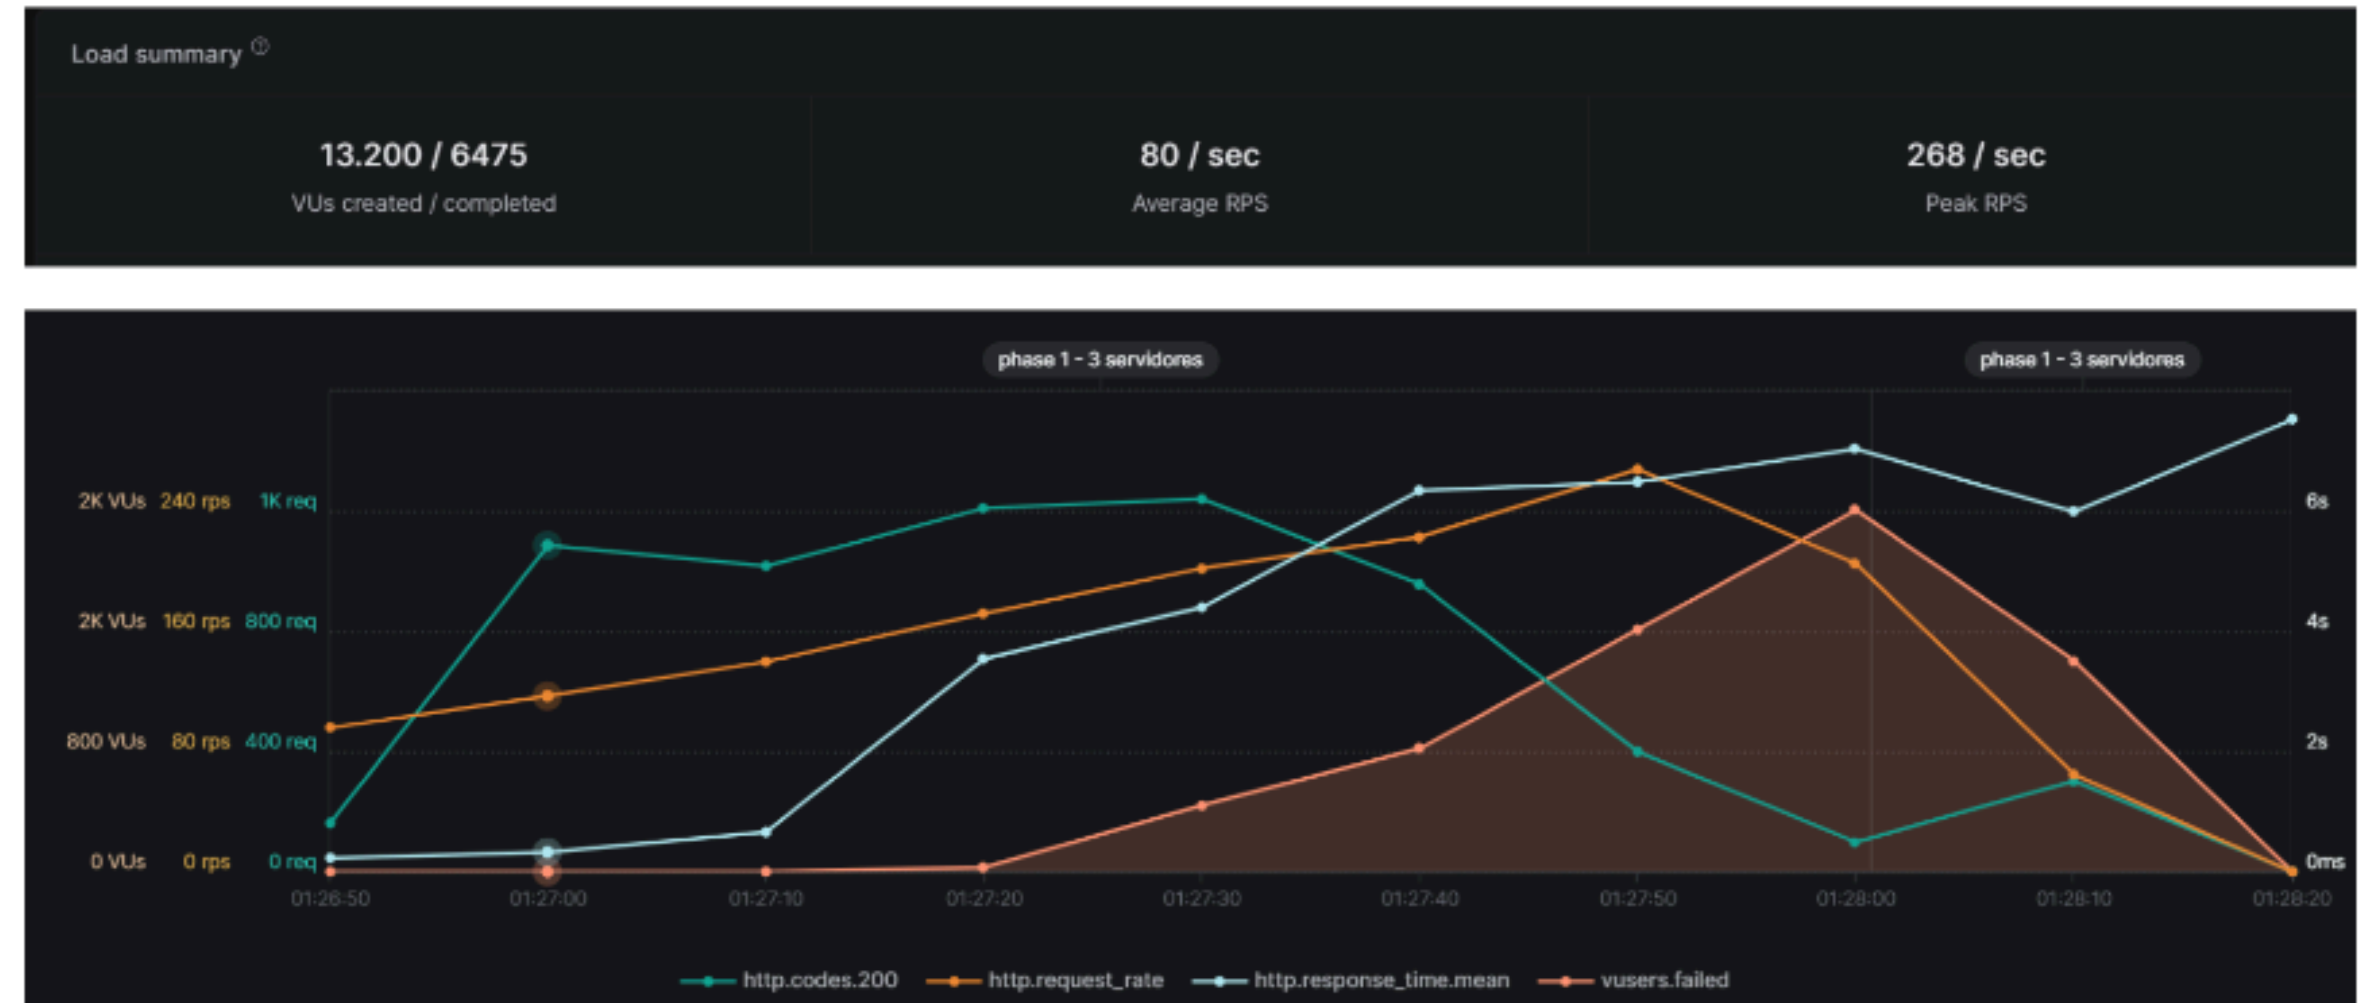 Load summary
13.200 / 6475
VUs created / completed
80 / sec
Average RPS
268 / sec
Peak RPS
phase 1 - 3 servidores
phase 1 - 3 servidores
2K VUs 240 rps 1K req
6s
2K VUs 160 rps 800 req
4s
800 VUs 80 rps 400 req
2s
0 VUs 0 rps 0 req
0ms
01:26:50 01:27:00 01:27:10 01:27:20 01:27:30 01:27:40 01:27:50 01:28:00 01:28:10 01:28:20
http.codes.200 http.request_rate http.response_time.mean vusers.failed